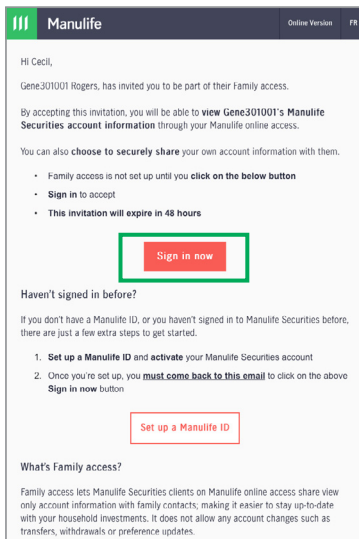 Manulife
Online Version FR
Hi Cecil,
Gene301001 Rogers, has invited you to be part of their Family access.
By accepting this invitation, you will be able to view Gene301001's Manulife
Securities account information through your Manulife online access.
You can also choose to securely share your own account information with them.
• Family access is not set up until you click on the below button
• Sign in to accept
• This invitation will expire in 48 hours
Sign in now
Haven't signed in before?
If you don't have a Manulife ID, or you haven't signed in to Manulife Securities before,
there are just a few extra steps to get started.
1. Set up a Manulife ID and activate your Manulife Securities account
2. Once you're set up, you must come back to this email to click on the above
Sign in now button
Set up a Manulife ID
What's Family access?
Family access lets Manulife Securities clients on Manulife online access share view
only account information with family contacts; making it easier to stay up-to-date
with your household investments. It does not allow any account changes such as
transfers, withdrawals or preference updates.